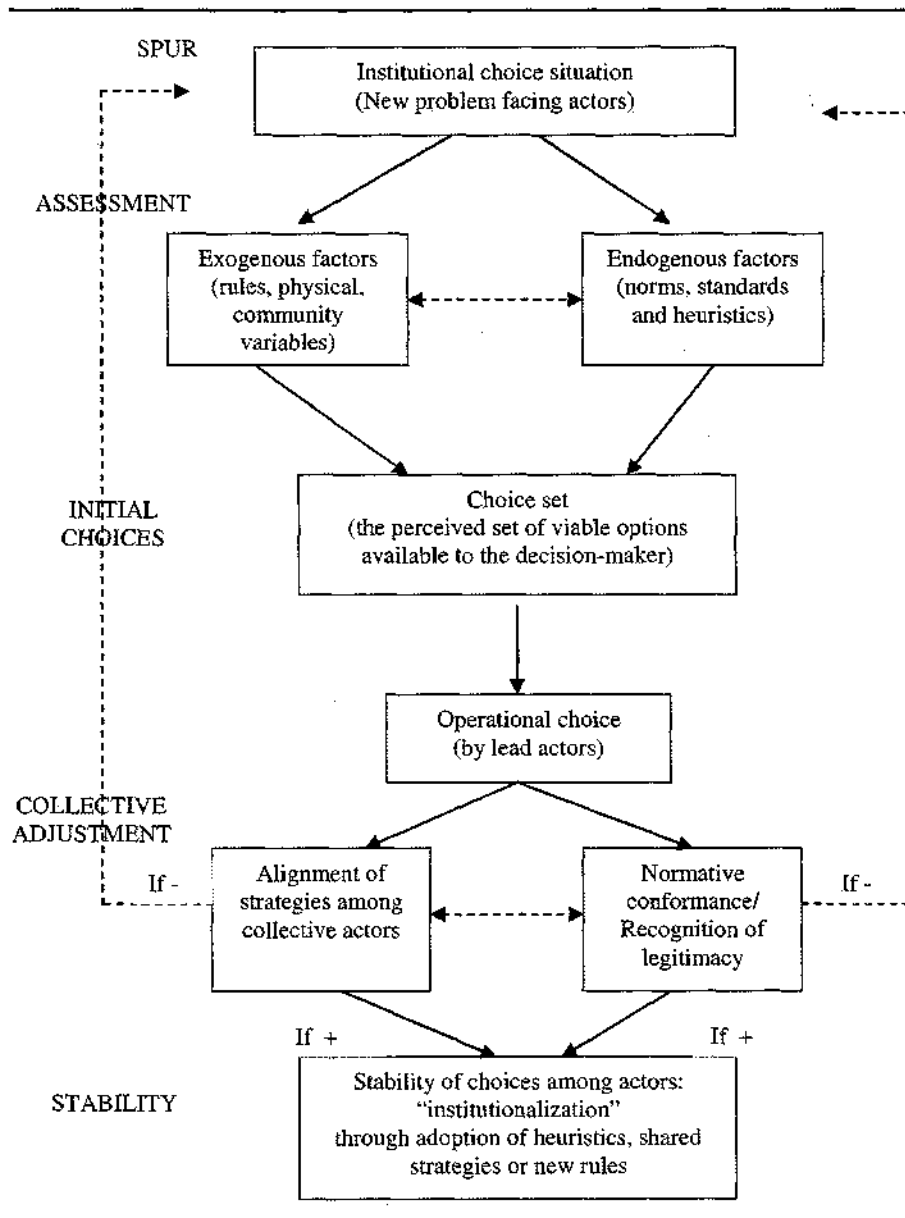 SPUR
Institutional choice situation
(New problem facing actors)
ASSESSMENT
Exogenous factors
(rules, physical,
community
variables)
Endogenous factors
(norms, standards
and heuristics)
INITIAL
CHOICES
Choice set
(the perceived set of viable options
available to the decision-maker)
Operational choice
(by lead actors)
COLLECTIVE
ADJUSTMENT
If -
Alignment of
strategies among
collective actors
Normative
conformance/
Recognition of
legitimacy
If -
If +
If +
STABILITY
Stability of choices among actors:
“institutionalization”
through adoption of heuristics, shared
strategies or new rules